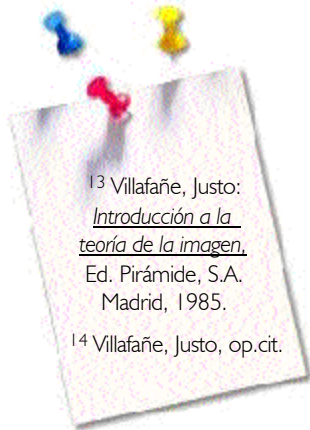 13 Villafañe, Justo:
Introducción a la
teoría de la imagen,
Ed. Pirámide, S.A.
Madrid, 1985.
14 Villafañe, Justo, op.cit.